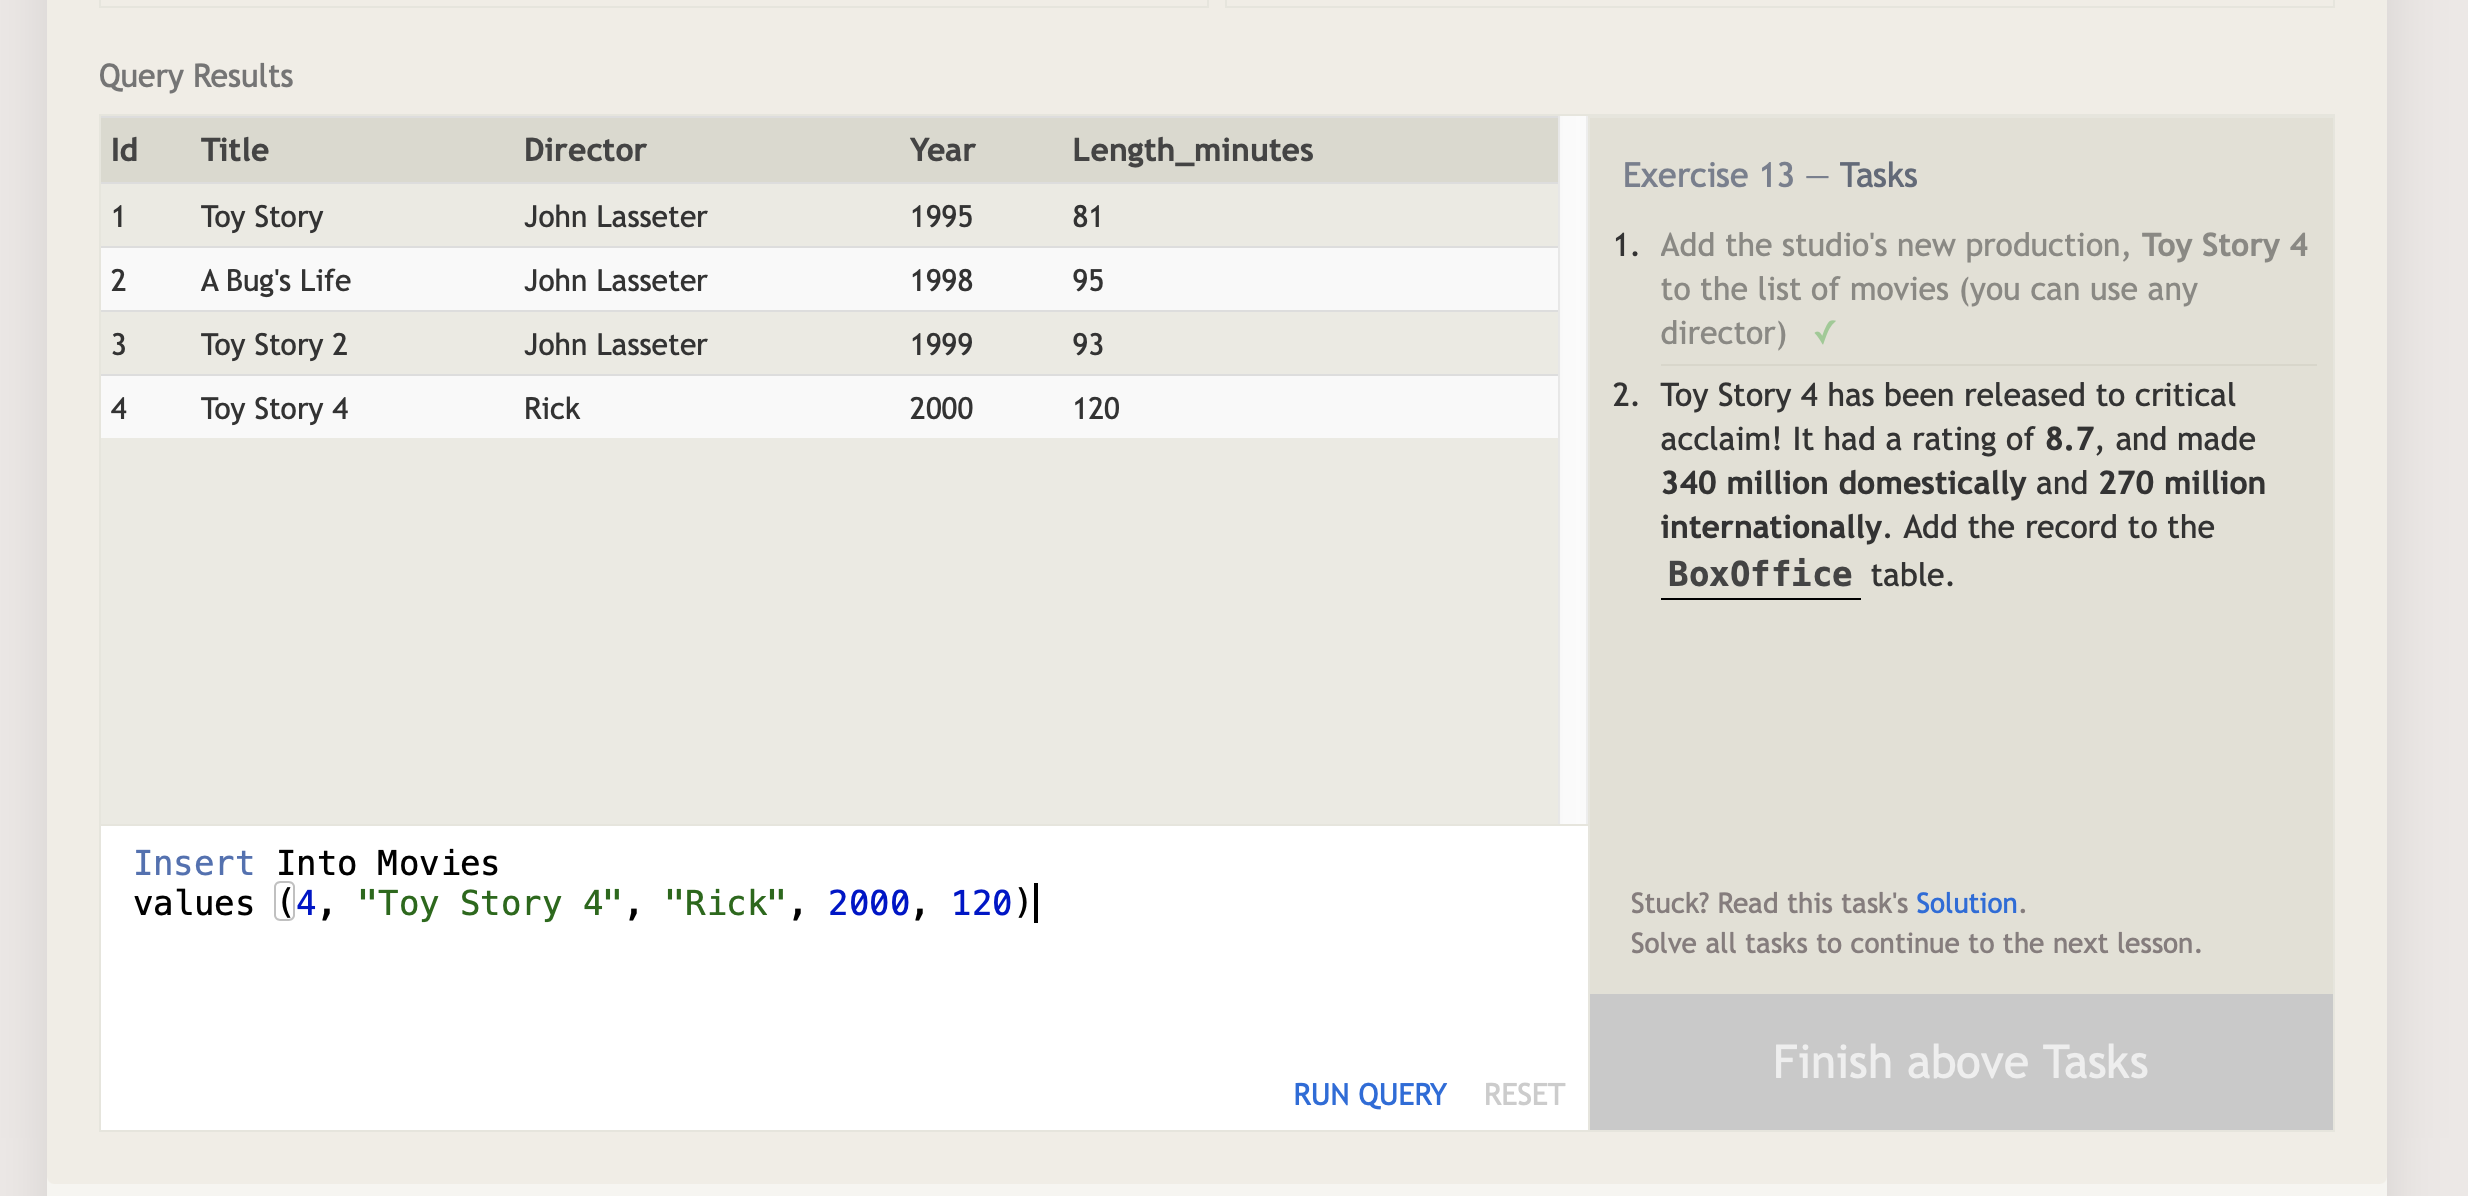 Query Results
Id Title Director Year Length_minutes
1 Toy Story John Lasseter 1995 81
2 A Bug's Life John Lasseter 1998 95
3 Toy Story 2 John Lasseter 1999 93
4 Toy Story 4 Rick 2000 120
Insert Into Movies
values (4, "Toy Story 4", "Rick", 2000, 120)
RUN QUERY RESET
Exercise 13 — Tasks
1. Add the studio's new production, Toy Story 4
to the list of movies (you can use any
director) ✓
2. Toy Story 4 has been released to critical
acclaim! It had a rating of 8.7, and made
340 million domestically and 270 million
internationally. Add the record to the
BoxOffice table.
Stuck? Read this task's Solution.
Solve all tasks to continue to the next lesson.
Finish above Tasks